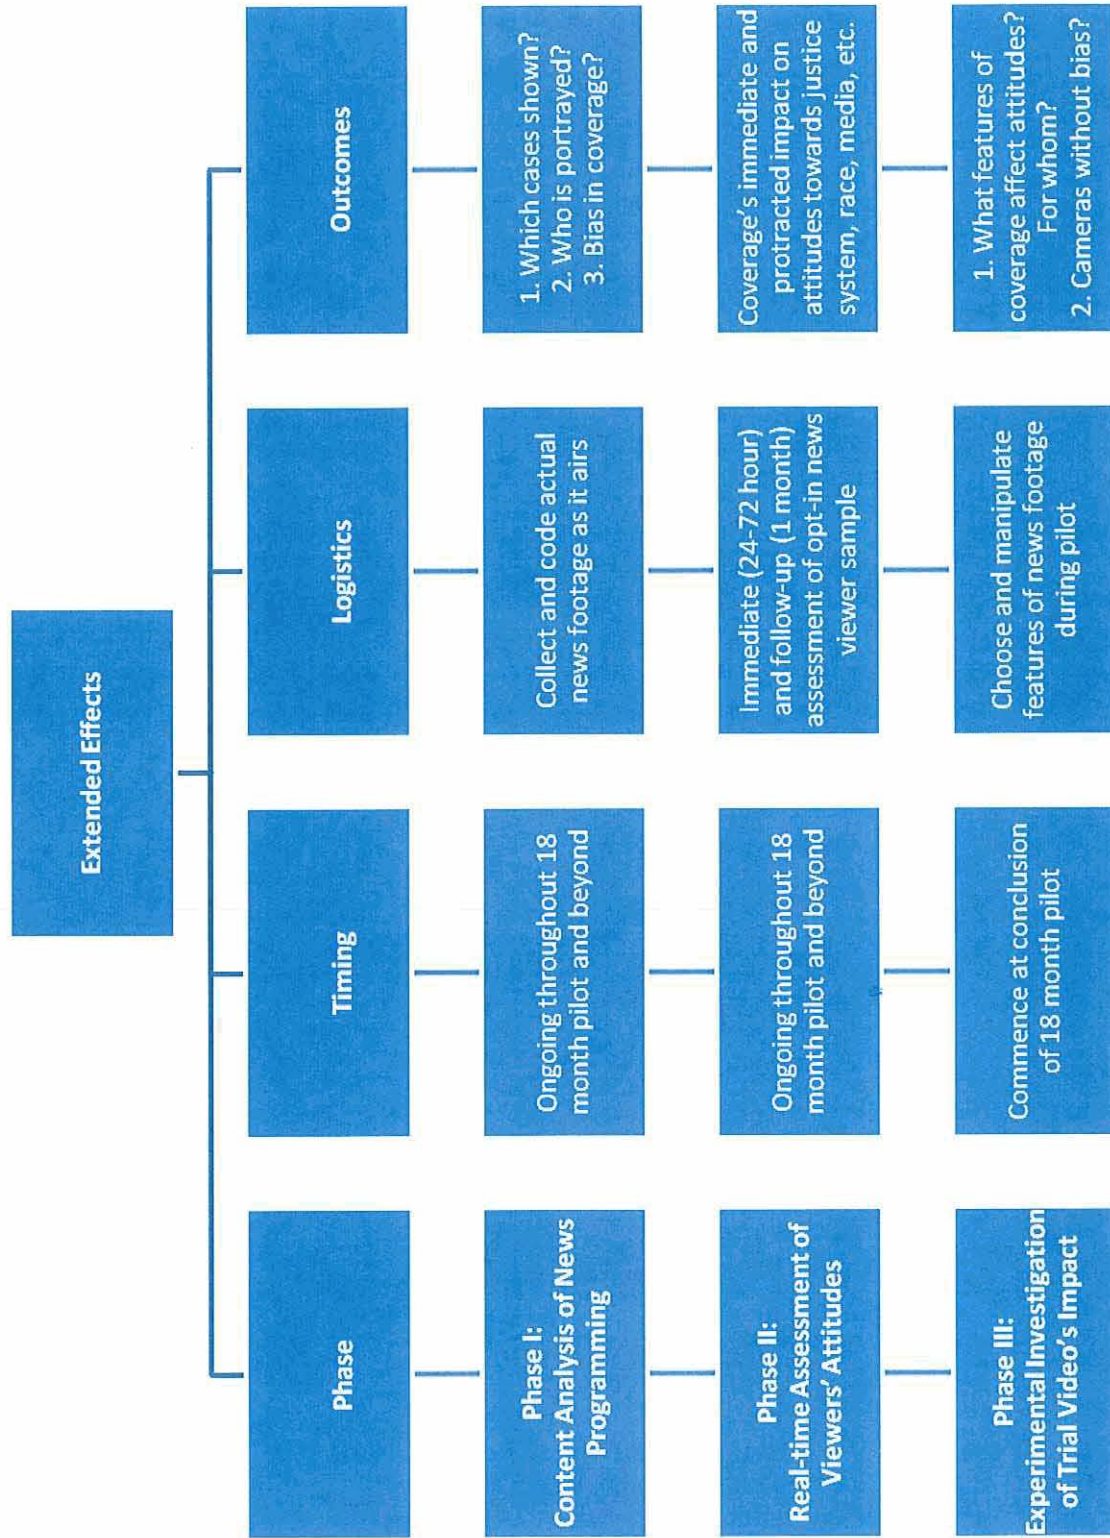 Extended Effects
Phase
Timing
Logistics
Outcomes
Phase I:
Content Analysis of News
Programming
Ongoing throughout 18
month pilot and beyond
Collect and code actual
news footage as it airs
1. Which cases shown?
2. Who is portrayed?
3. Bias in coverage?
Phase II:
Real-time Assessment of
Viewers' Attitudes
Ongoing throughout 18
month pilot and beyond
Immediate (24-72 hour)
and follow-up (1 month)
assessment of opt-in news
viewer sample
Coverage's immediate and
protracted impact on
attitudes towards justice
system, race, media, etc.
Phase III:
Experimental Investigation
of Trial Video's Impact
Commence at conclusion
of 18 month pilot
Choose and manipulate
features of news footage
during pilot
1. What features of
coverage affect attitudes?
For whom?
2. Cameras without bias?